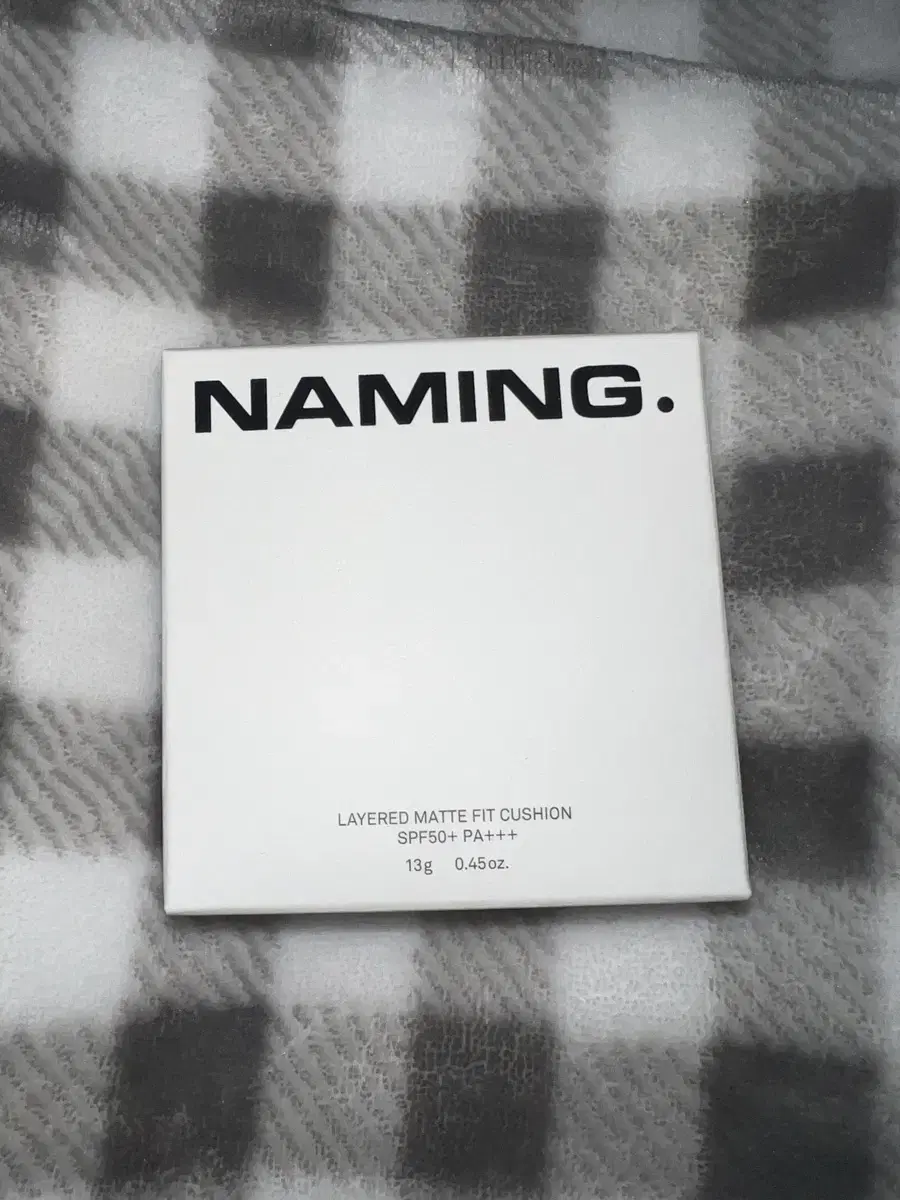 NAMING.
LAYERED MATTE FIT CUSHION
SPF50+ PA+++
13g 0.45oz.